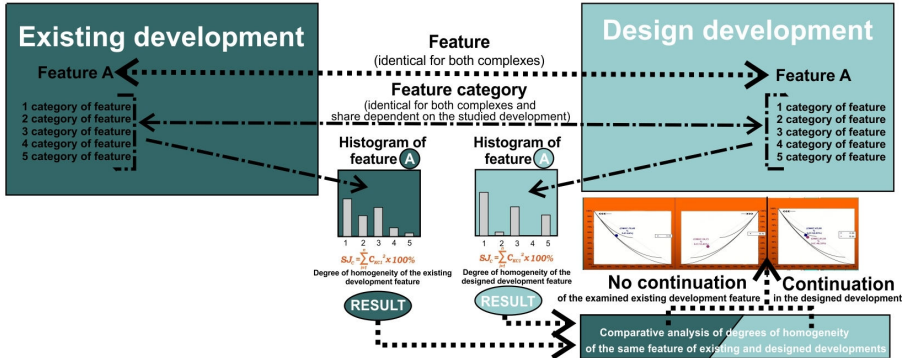 Existing development
Design development
Feature
(identical for both complexes)
Feature A
Feature A
Feature category
(identical for both complexes and
share dependent on the studied development)
1 category of feature
2 category of feature
3 category of feature
4 category of feature
5 category of feature
1 category of feature
2 category of feature
3 category of feature
4 category of feature
5 category of feature
Histogram of
feature A
Histogram of
feature A
1 2 3 4 5
1 2 3 4 5
Degree of homogeneity of the existing
development feature
Degree of homogeneity of the
designed development feature
RESULT
RESULT
No continuation
of the examined existing development feature
Continuation
in the designed development
Comparative analysis of degrees of homogeneity
of the same feature of existing and designed developments